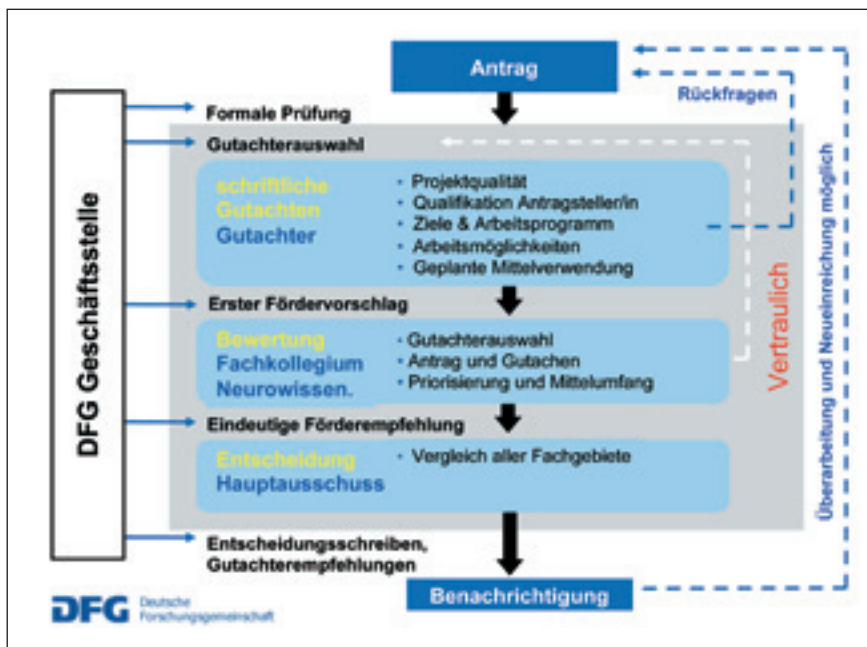 Antrag
Rückfragen
DFG Geschäftsstelle
Formale Prüfung
Gutachterauswahl
schriftliche
Gutachten
Gutachter
• Projektqualität
• Qualifikation Antragsteller/in
• Ziele & Arbeitsprogramm
• Arbeitsmöglichkeiten
• Geplante Mittelverwendung
Erster Fördervorschlag
Bewertung
Fachkollegium
Neurowissen.
• Gutachterauswahl
• Antrag und Gutachen
• Priorisierung und Mittelumfang
Eindeutige Förderempfehlung
Entscheidung
Hauptausschuss
• Vergleich aller Fachgebiete
Vertraulich
Überarbeitung und Neueinreichung möglich
Entscheidungsschreiben,
Gutachterempfehlungen
Benachrichtigung
DFG
Deutsche
Forschungsgemeinschaft